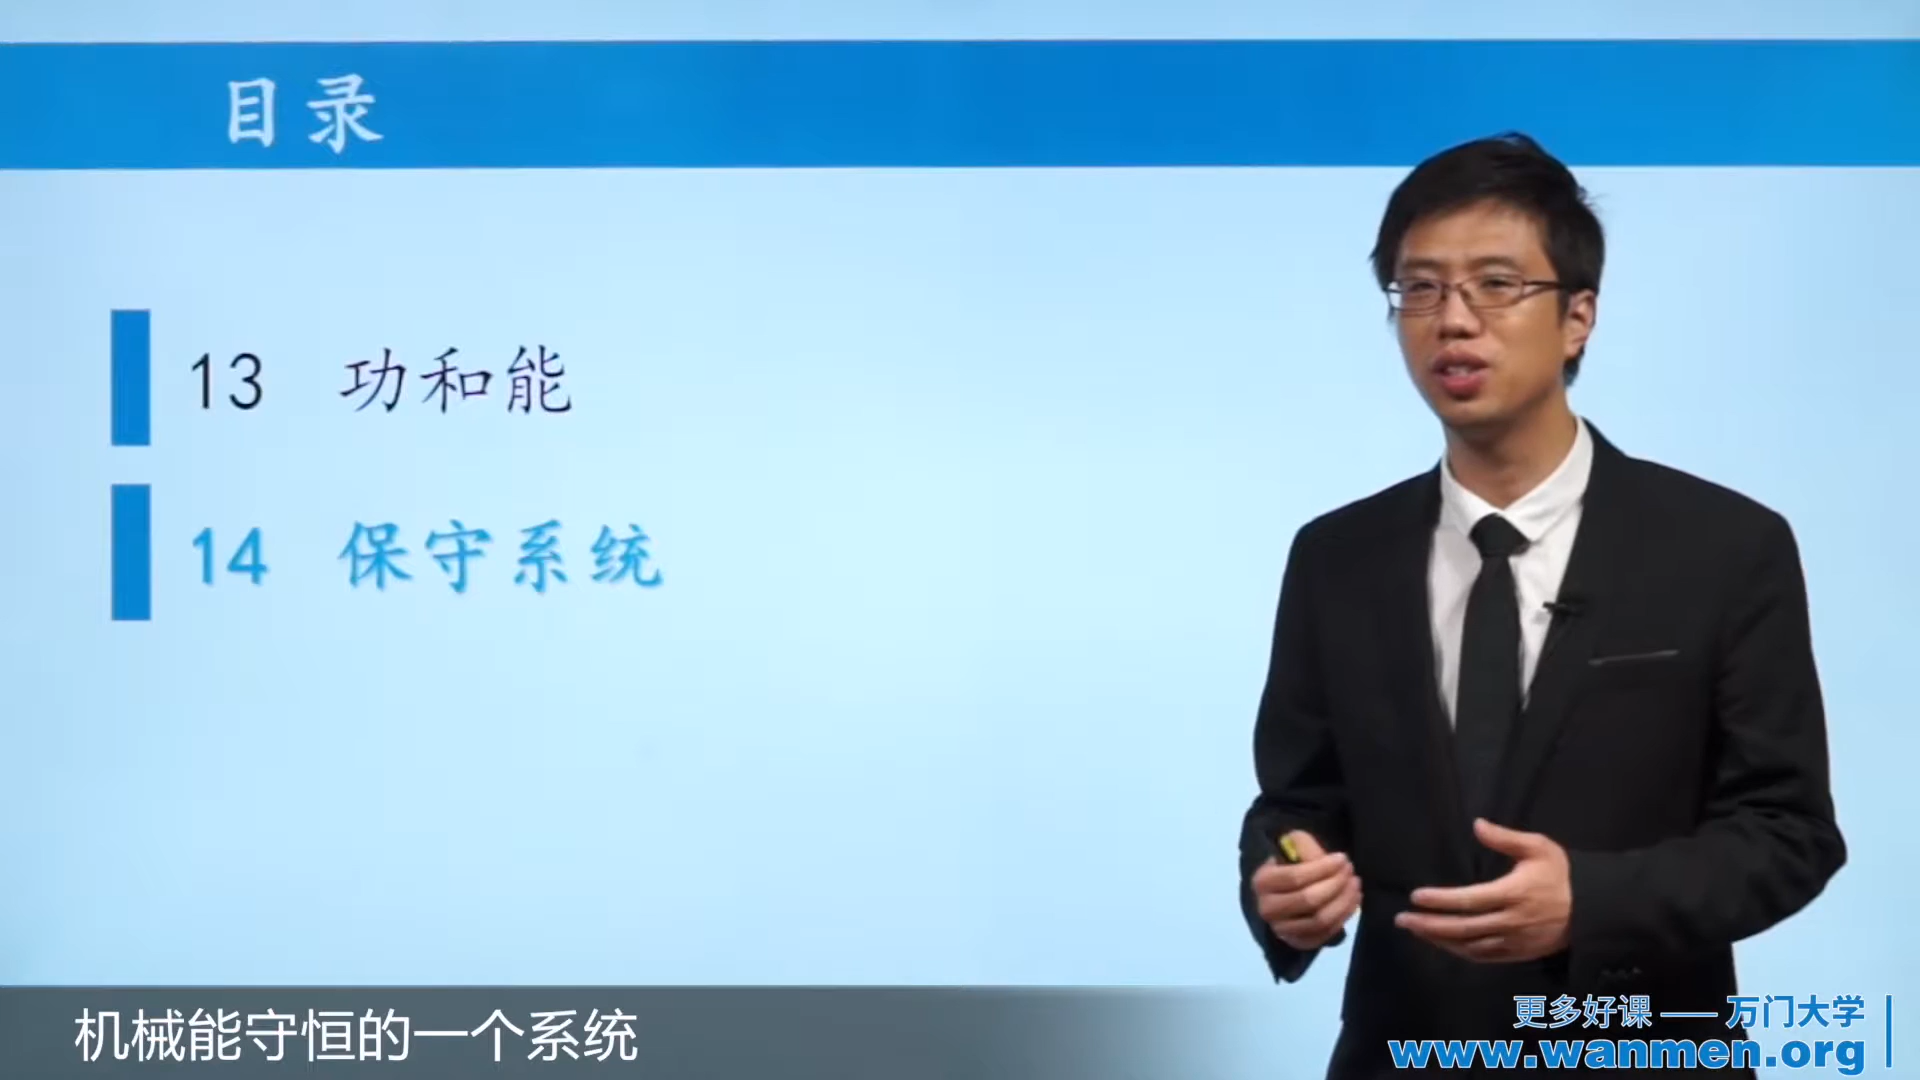 目录
13 功和能
14 保守系统
机械能守恒的一个系统
更多好课——万门大学
www.wanmen.org